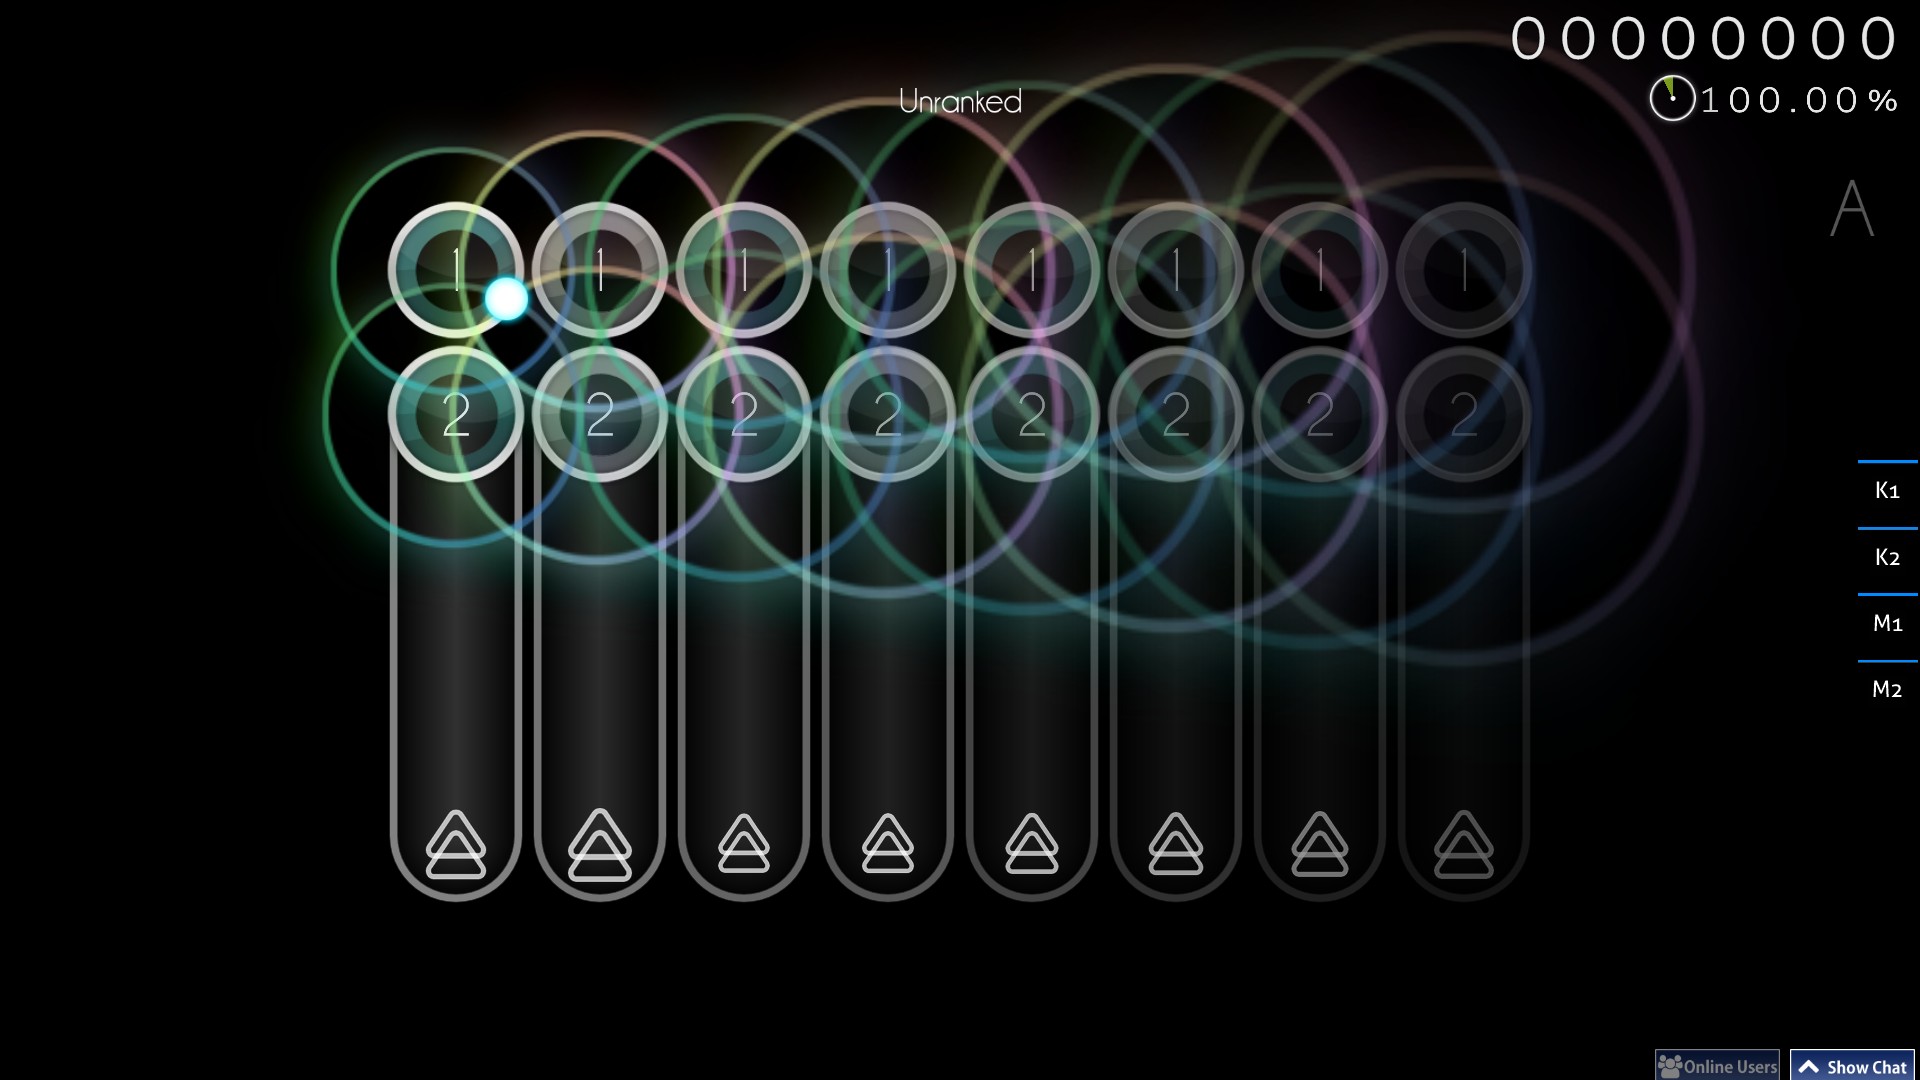 00000000
Unranked
100.00%
A
1 1 1 1 1 1 1 1
2 2 2 2 2 2 2 2
K1
K2
M1
M2
Online Users Show Chat